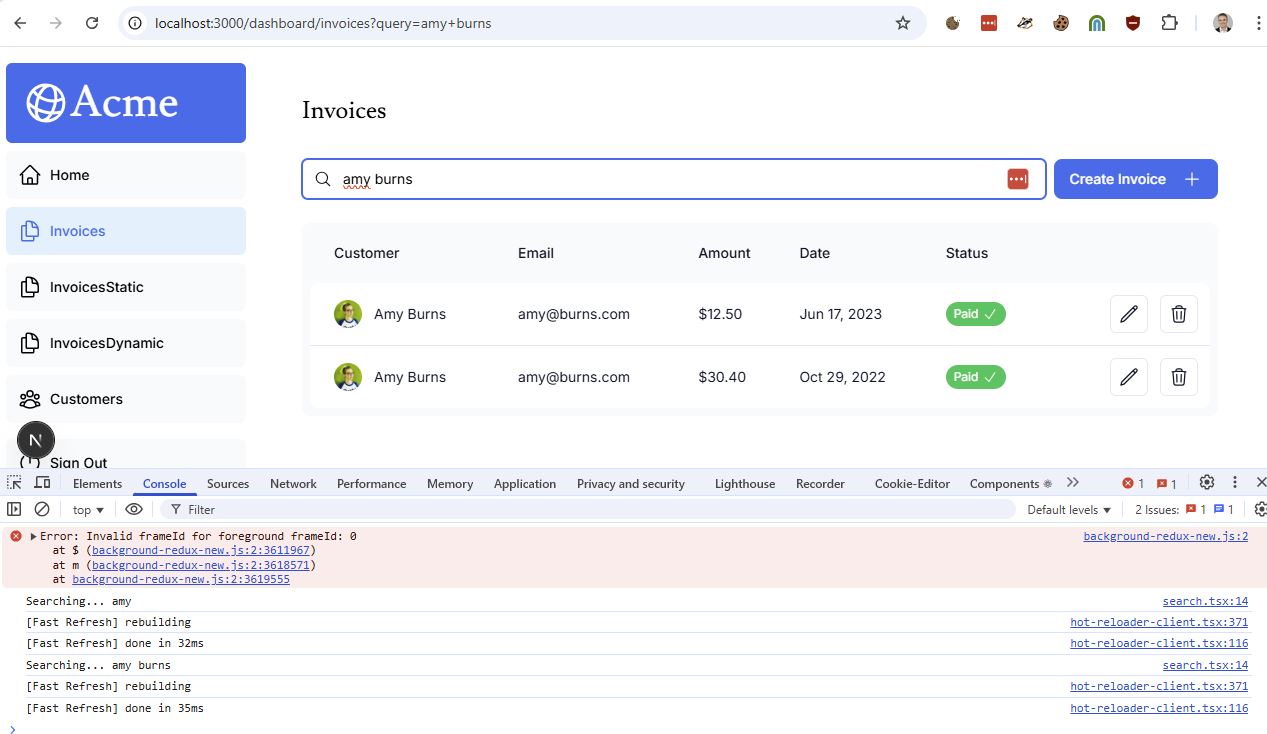 localhost:3000/dashboard/invoices?query=amy+burns
Acme
Invoices
Home
amy burns
Create Invoice
Invoices
Customer Email Amount Date Status
InvoicesStatic
Amy Burns amy@burns.com $12.50 Jun 17, 2023 Paid
InvoicesDynamic
Amy Burns amy@burns.com $30.40 Oct 29, 2022 Paid
Customers
N
Sign Out
Elements Console Sources Network Performance Memory Application Privacy and security Lighthouse Recorder Cookie-Editor Components 1 1
top Filter Default levels 2 Issues: 1 1
Error: Invalid frameId for foreground frameId: 0 background-redux-new.js:2
at $ (background-redux-new.js:2:3611967)
at m (background-redux-new.js:2:3618571)
at background-redux-new.js:2:3619555
Searching... amy search.tsx:14
[Fast Refresh] rebuilding hot-reloader-client.tsx:371
[Fast Refresh] done in 32ms hot-reloader-client.tsx:116
Searching... amy burns search.tsx:14
[Fast Refresh] rebuilding hot-reloader-client.tsx:371
[Fast Refresh] done in 35ms hot-reloader-client.tsx:116